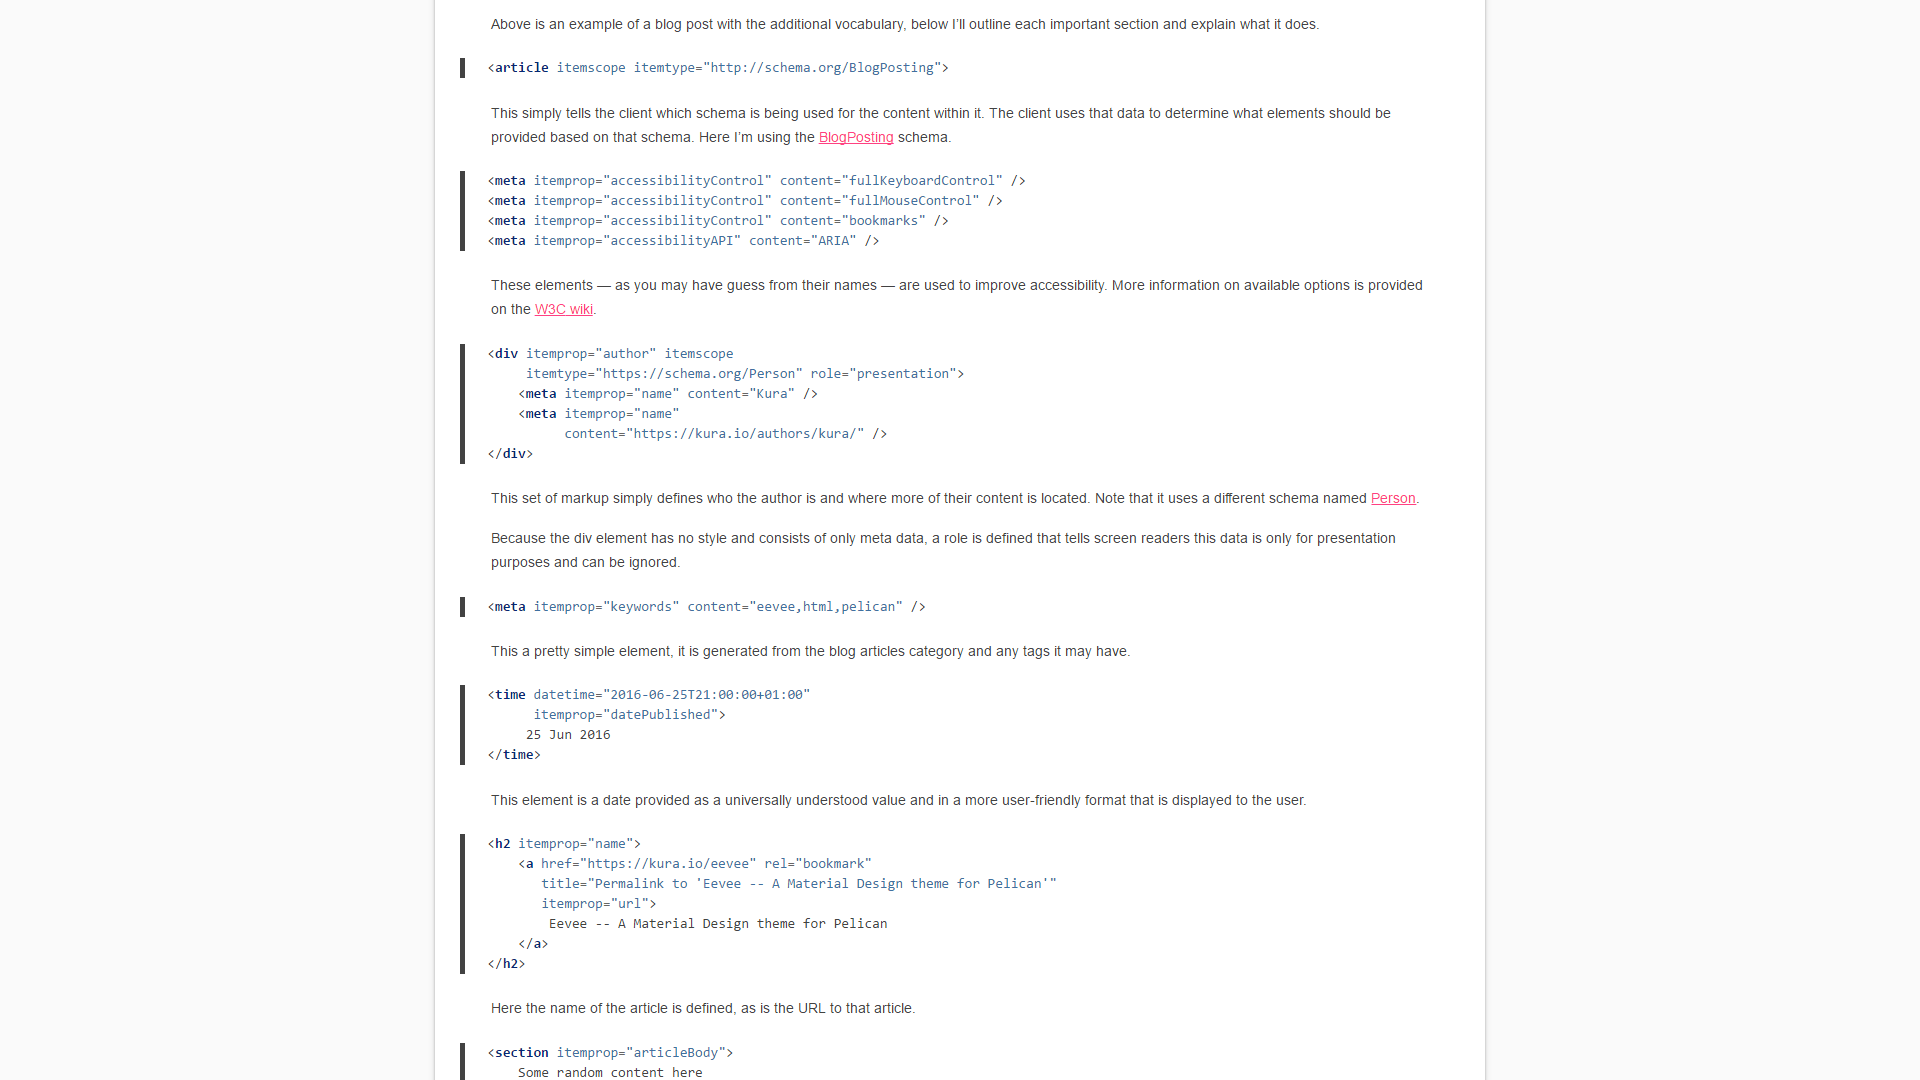 Above is an example of a blog post with the additional vocabulary, below I’ll outline each important section and explain what it does.
<article itemscope itemtype="http://schema.org/BlogPosting">
This simply tells the client which schema is being used for the content within it. The client uses that data to determine what elements should be
provided based on that schema. Here I’m using the BlogPosting schema.
<meta itemprop="accessibilityControl" content="fullKeyboardControl" />
<meta itemprop="accessibilityControl" content="fullMouseControl" />
<meta itemprop="accessibilityControl" content="bookmarks" />
<meta itemprop="accessibilityAPI" content="ARIA" />
These elements — as you may have guess from their names — are used to improve accessibility. More information on available options is provided
on the W3C wiki.
<div itemprop="author" itemscope
itemtype="https://schema.org/Person" role="presentation">
<meta itemprop="name" content="Kura" />
<meta itemprop="name"
content="https://kura.io/authors/kura/" />
</div>
This set of markup simply defines who the author is and where more of their content is located. Note that it uses a different schema named Person.
Because the div element has no style and consists of only meta data, a role is defined that tells screen readers this data is only for presentation
purposes and can be ignored.
<meta itemprop="keywords" content="eevee,html,pelican" />
This a pretty simple element, it is generated from the blog articles category and any tags it may have.
<time datetime="2016-06-25T21:00:00+01:00"
itemprop="datePublished">
25 Jun 2016
</time>
This element is a date provided as a universally understood value and in a more user-friendly format that is displayed to the user.
<h2 itemprop="name">
<a href="https://kura.io/eevee" rel="bookmark"
title="Permalink to 'Eevee -- A Material Design theme for Pelican'"
itemprop="url">
Eevee -- A Material Design theme for Pelican
</a>
</h2>
Here the name of the article is defined, as is the URL to that article.
<section itemprop="articleBody">
Some random content here